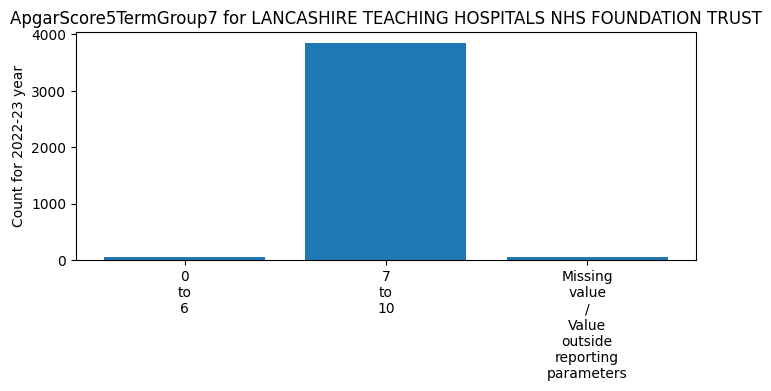 ApgarScore5TermGroup7 for LANCASHIRE TEACHING HOSPITALS NHS FOUNDATION TRUST
Count for 2022-23 year
4000
3000
2000
1000
0
0
to
6
7
to
10
Missing
value
/
Value
outside
reporting
parameters